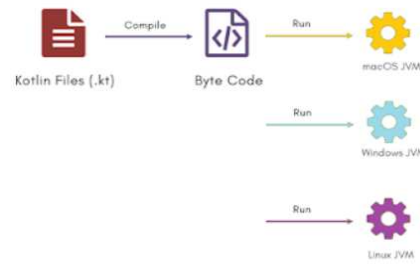 Compile
Run
Kotlin Files (.kt)
Byte Code
macOS JVM
Run
Windows JVM
Run
Linux JVM